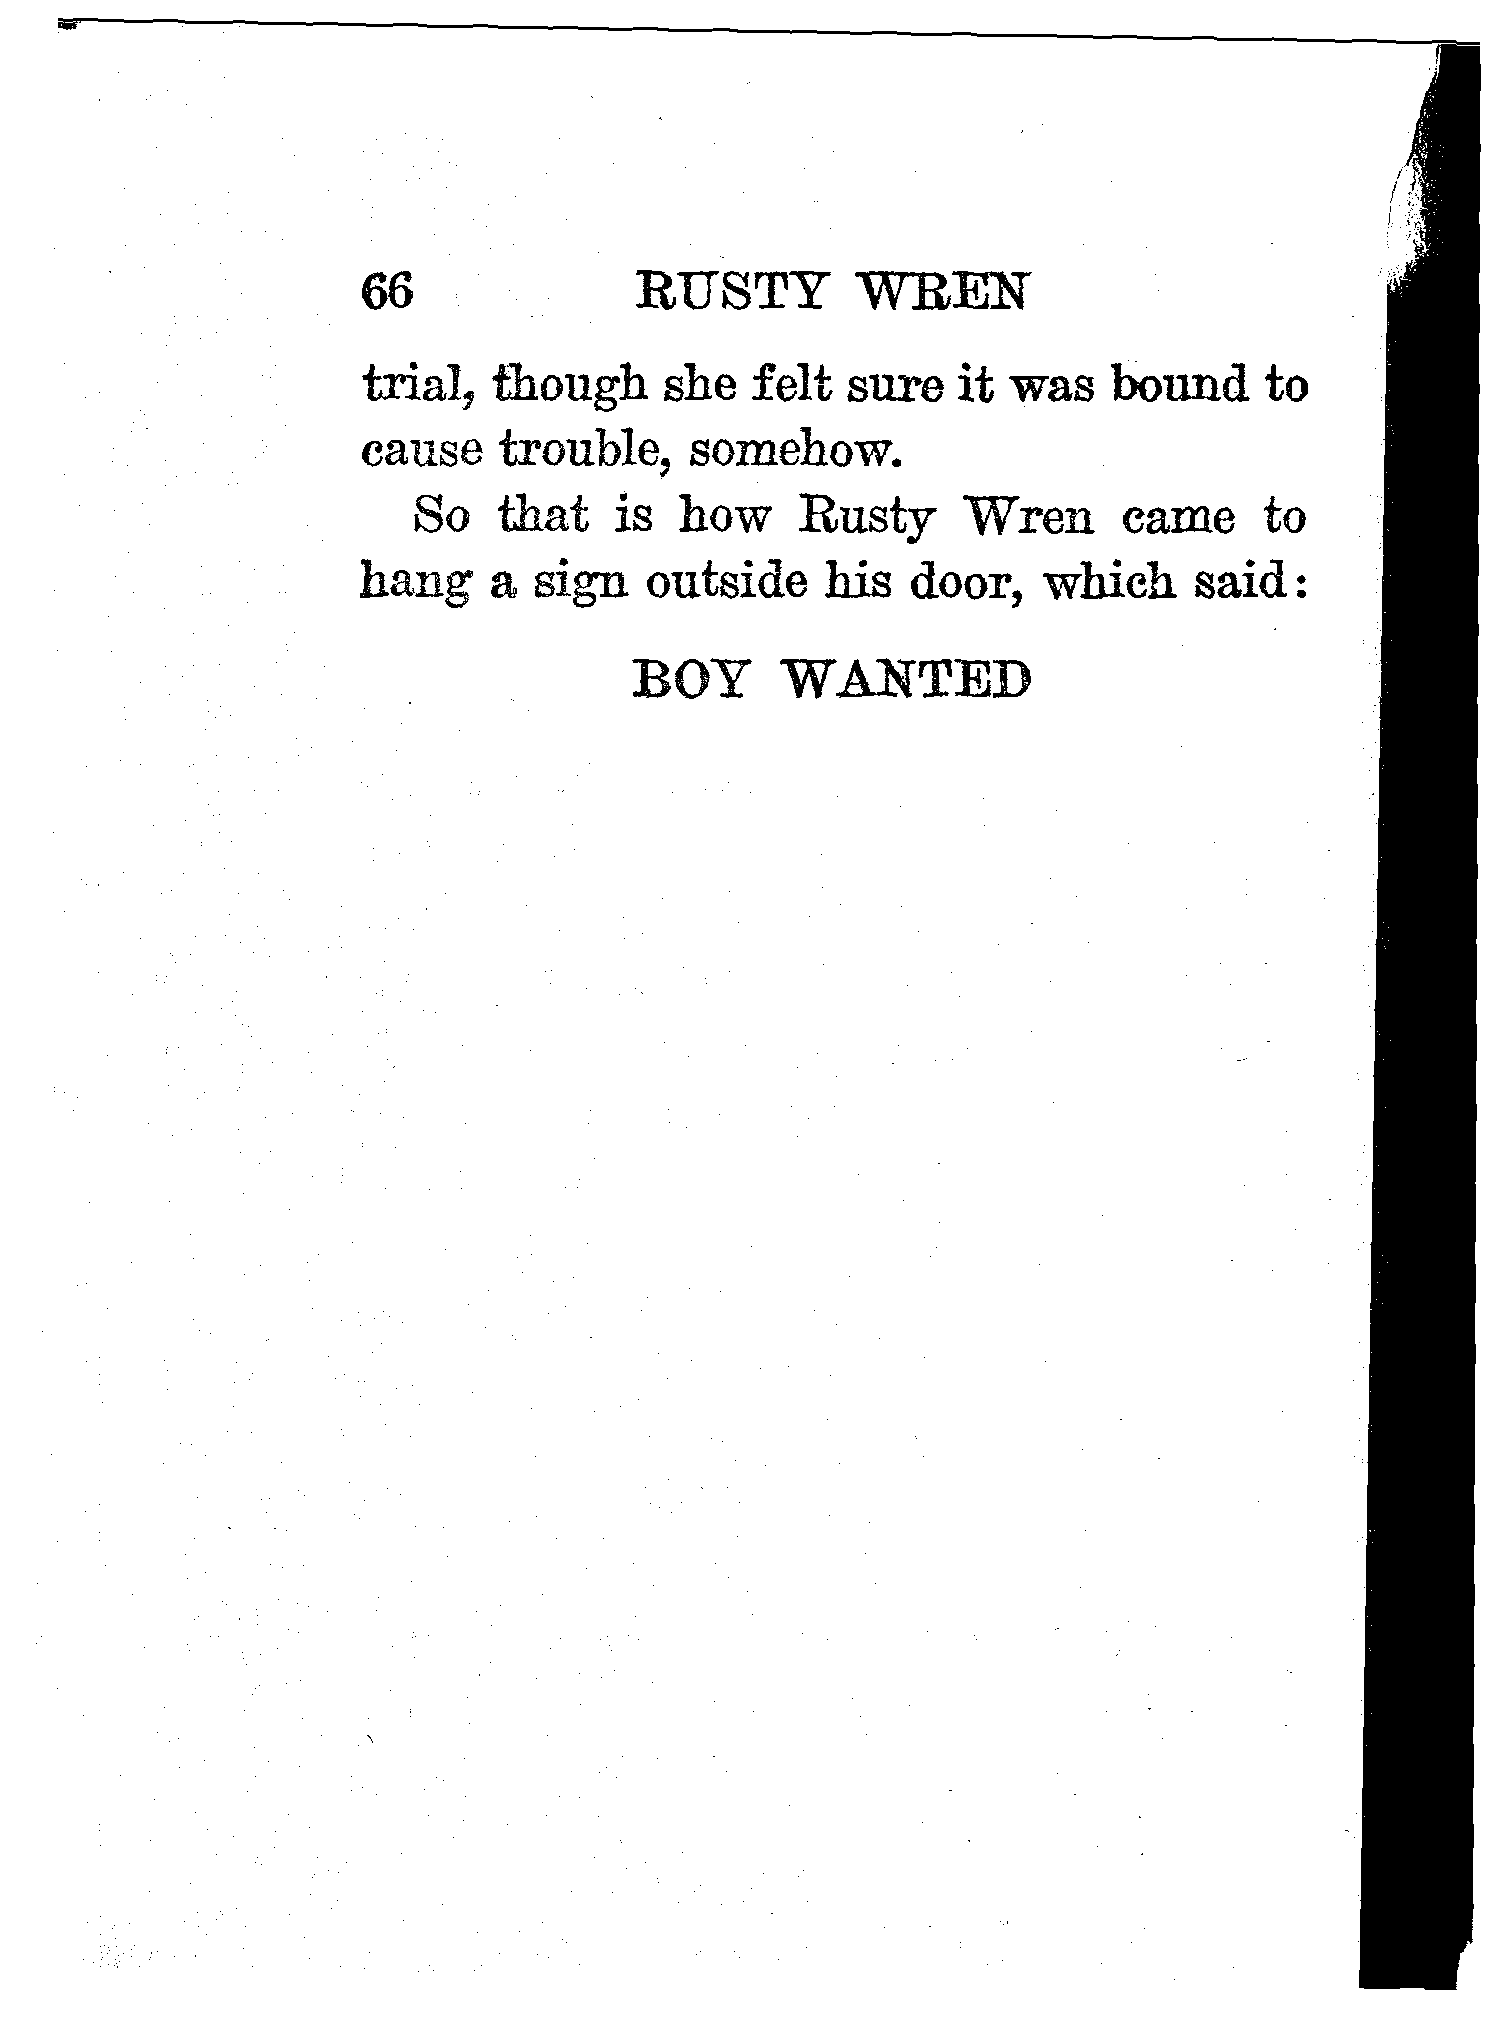 66 RUSTY WREN
trial, though she felt sure it was bound to
cause trouble, somehow.
So that is how Rusty Wren came to
hang a sign outside his door, which said:
BOY WANTED